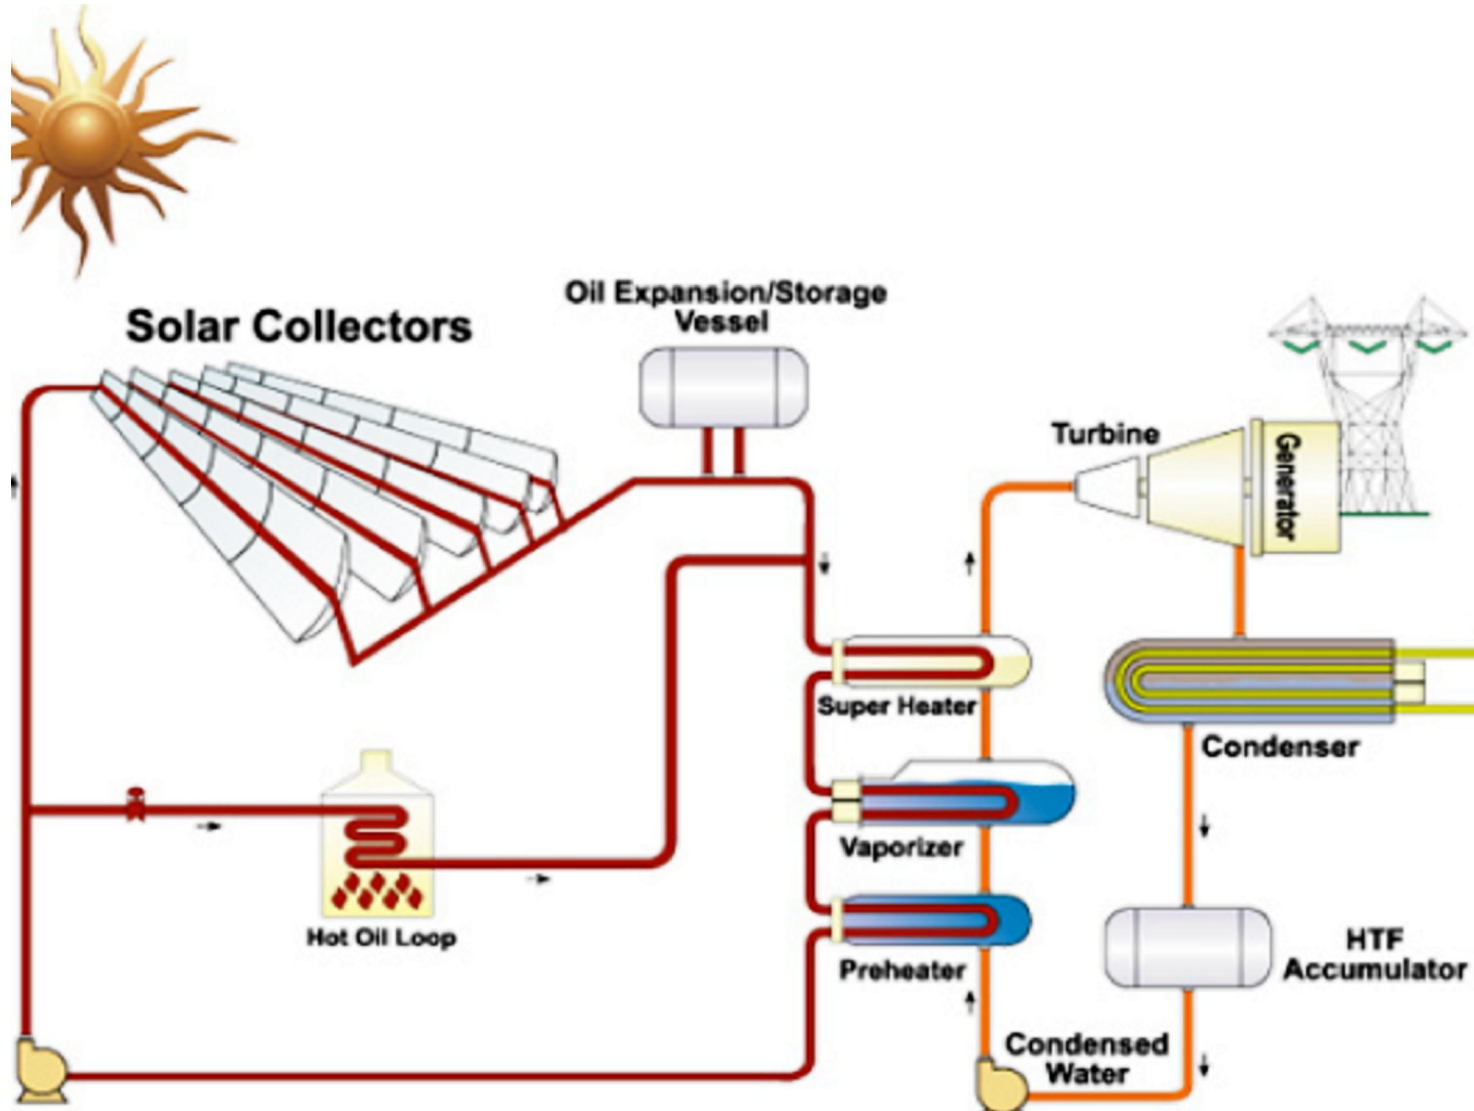 Oil Expansion/Storage
Vessel
Solar Collectors
Turbine
Generator
Super Heater
Condenser
Vaporizer
Hot Oil Loop
HTF
Accumulator
Preheater
Condensed
Water